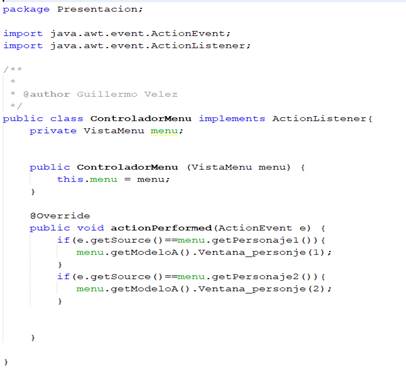 package Presentacion;
import java.awt.event.ActionEvent;
import java.awt.event.ActionListener;
/**
 *
 * @author Guillermo Velez
 */
public class ControladorMenu implements ActionListener{
    private VistaMenu menu;
    public ControladorMenu (VistaMenu menu) {
        this.menu = menu;
    }
    @Override
    public void actionPerformed(ActionEvent e) {
        if(e.getSource()==menu.getPersonaje1()){
            menu.getModeloA().Ventana_personje(1);
        }
        if(e.getSource()==menu.getPersonaje2()){
            menu.getModeloA().Ventana_personje(2);
        }
    }
}